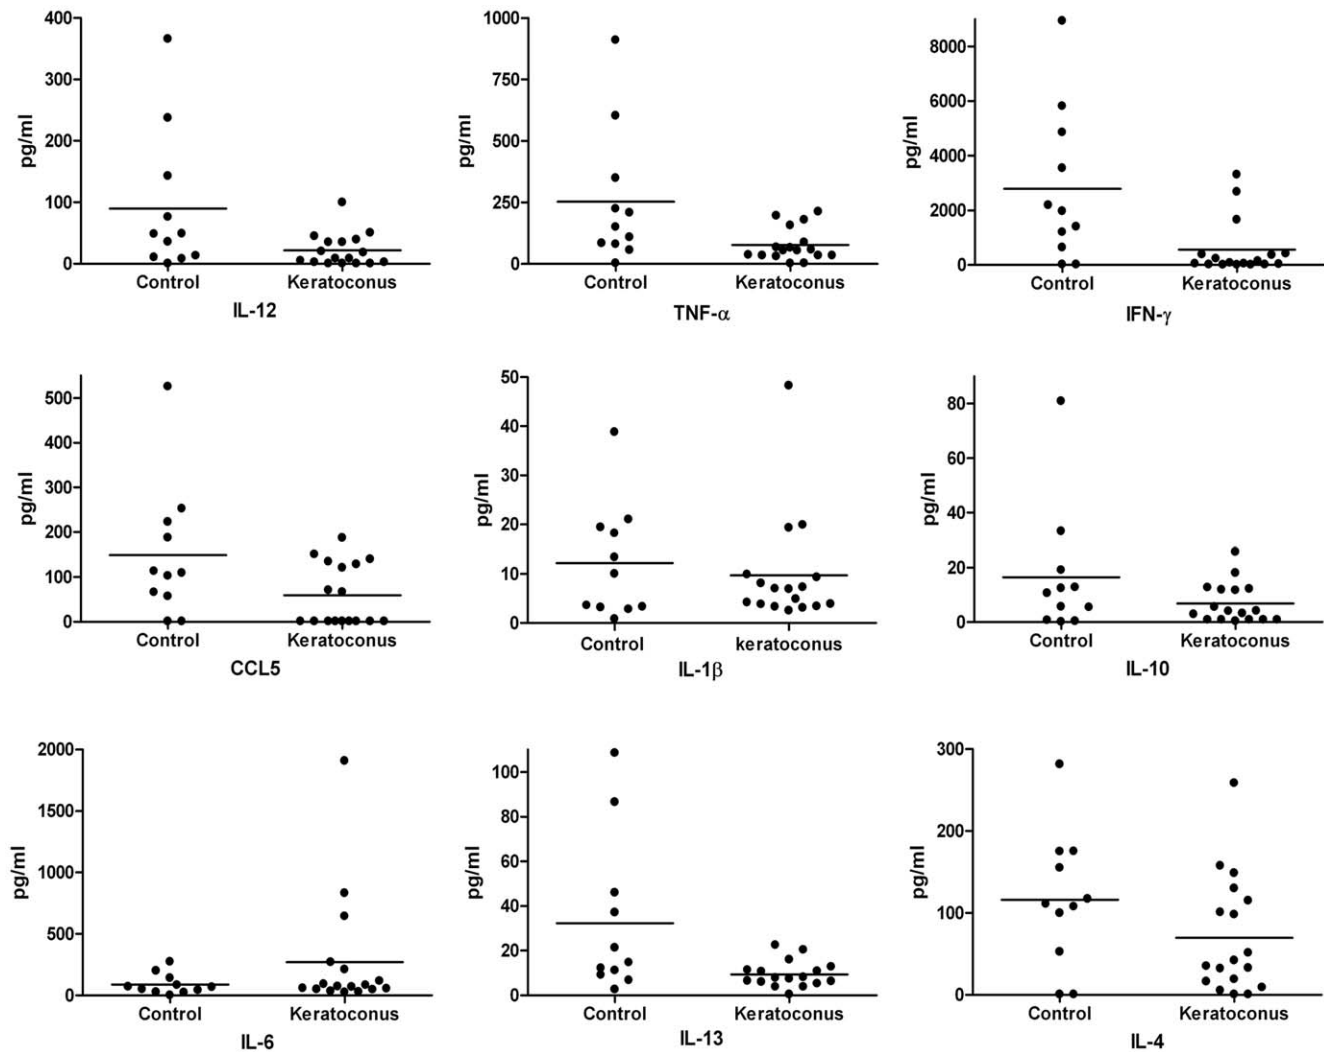 400
300
200
100
0
pg/ml
Control
Keratoconus
IL-12
1000
750
500
250
0
pg/ml
Control
Keratoconus
TNF-α
8000
6000
4000
2000
0
pg/ml
Control
Keratoconus
IFN-γ
500
400
300
200
100
0
pg/ml
Control
Keratoconus
CCL5
50
40
30
20
10
0
pg/ml
Control
keratoconus
IL-1β
80
60
40
20
0
pg/ml
Control
Keratoconus
IL-10
2000
1500
1000
500
0
pg/ml
Control
Keratoconus
IL-6
100
80
60
40
20
0
pg/ml
Control
Keratoconus
IL-13
300
200
100
0
pg/ml
Control
Keratoconus
IL-4